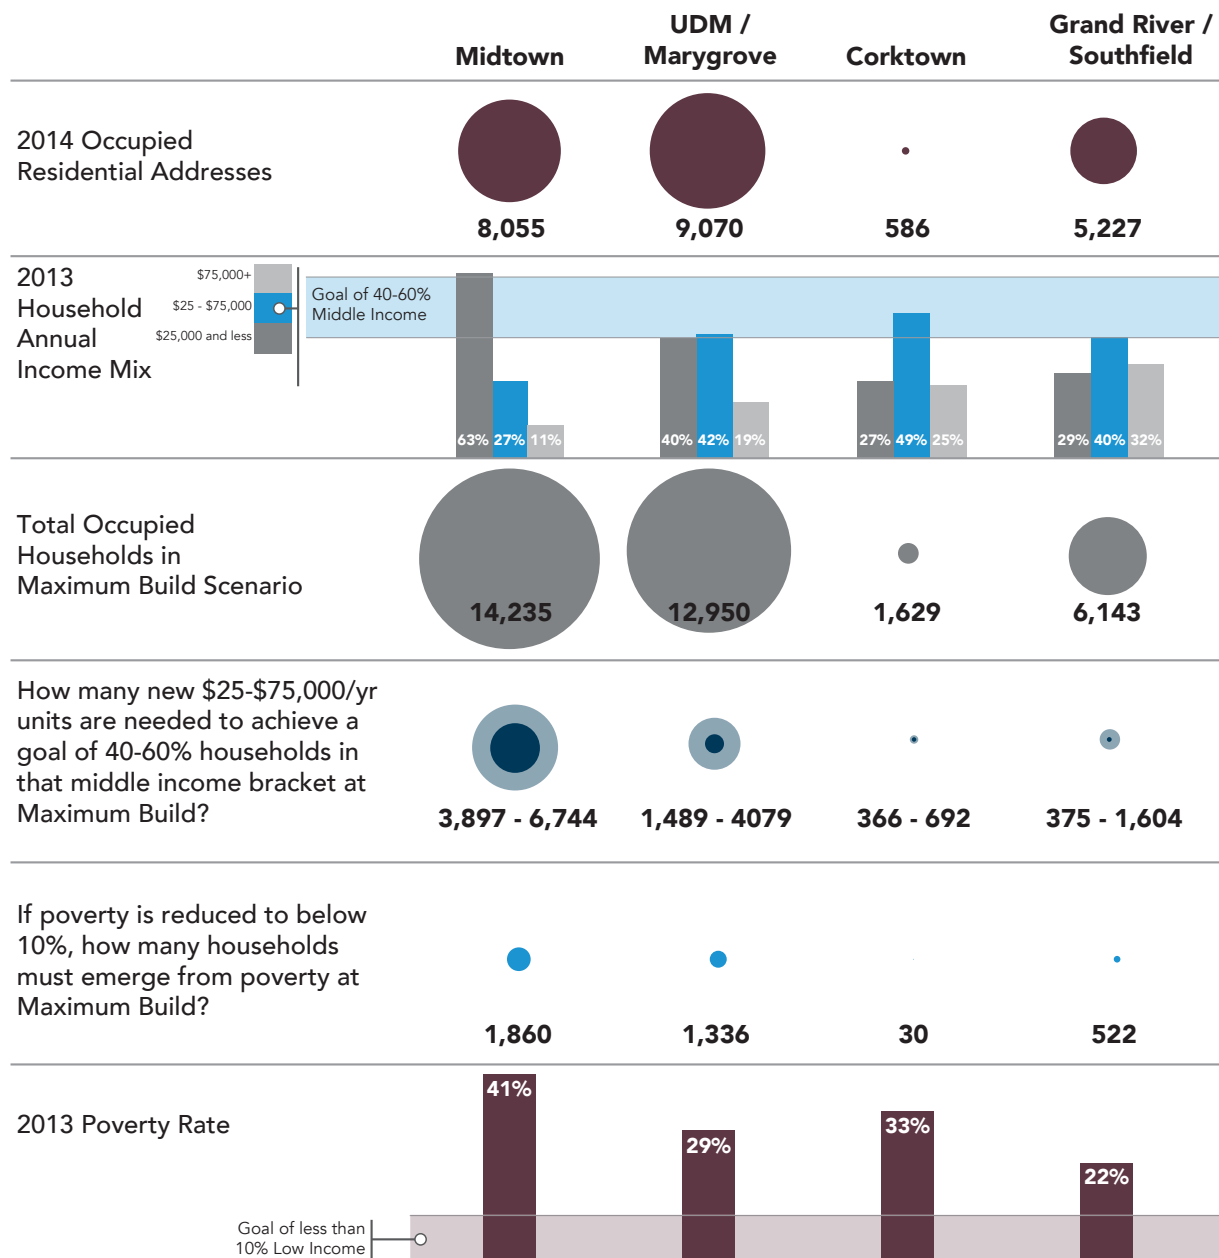 Midtown
UDM /
Marygrove
Corktown
Grand River /
Southfield
2014 Occupied
Residential Addresses
8,055
9,070
586
5,227
2013
Household
Annual
Income Mix
$75,000+
$25 - $75,000
$25,000 and less
Goal of 40-60%
Middle Income
63% 27% 11%
40% 42% 19%
27% 49% 25%
29% 40% 32%
Total Occupied
Households in
Maximum Build Scenario
14,235
12,950
1,629
6,143
How many new $25-$75,000/yr
units are needed to achieve a
goal of 40-60% households in
that middle income bracket at
Maximum Build?
3,897 - 6,744
1,489 - 4079
366 - 692
375 - 1,604
If poverty is reduced to below
10%, how many households
must emerge from poverty at
Maximum Build?
1,860
1,336
30
522
2013 Poverty Rate
41%
29%
33%
22%
Goal of less than
10% Low Income